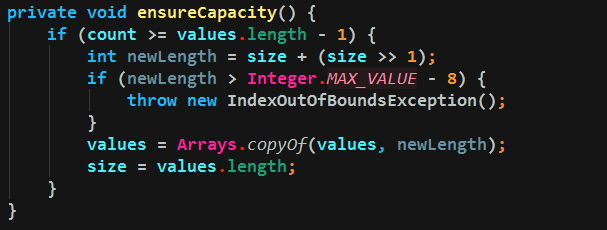 private void ensureCapacity() {
    if (count >= values.length - 1) {
        int newLength = size + (size >> 1);
        if (newLength > Integer.MAX_VALUE - 8) {
            throw new IndexOutOfBoundsException();
        }
        values = Arrays.copyOf(values, newLength);
        size = values.length;
    }
}